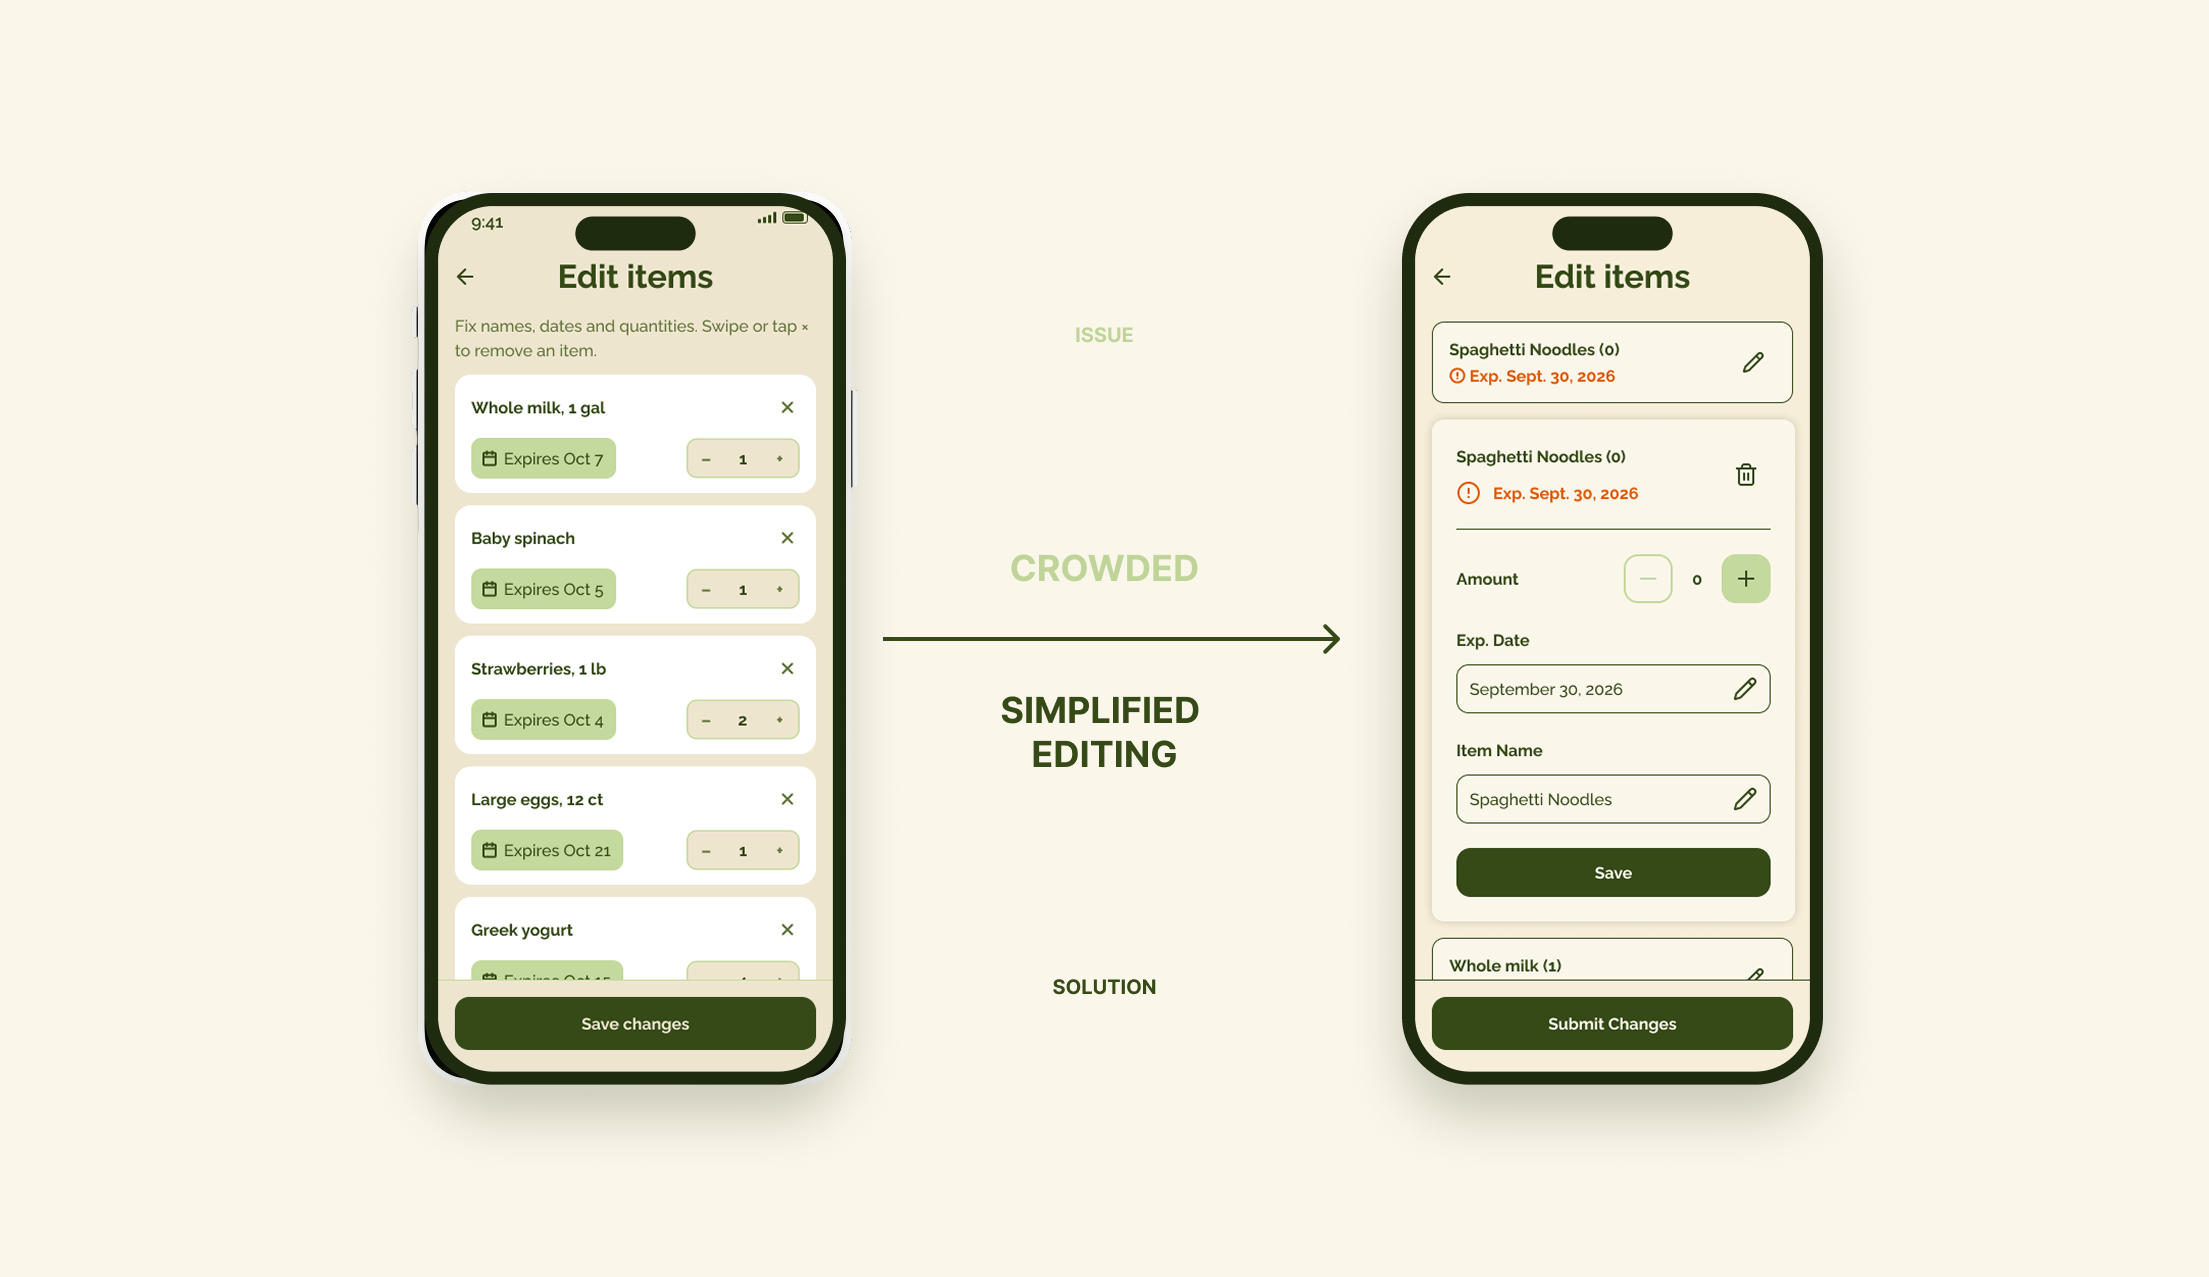 9:41
Edit items
Fix names, dates and quantities. Swipe or tap ×
to remove an item.
Whole milk, 1 gal
Expires Oct 7
– 1 +
Baby spinach
Expires Oct 5
– 1 +
Strawberries, 1 lb
Expires Oct 4
– 2 +
Large eggs, 12 ct
Expires Oct 21
– 1 +
Greek yogurt
Expires Oct 15
Save changes
ISSUE
CROWDED
SIMPLIFIED
EDITING
SOLUTION
Edit items
Spaghetti Noodles (0)
Exp. Sept. 30, 2026
Spaghetti Noodles (0)
Exp. Sept. 30, 2026
Amount
0
Exp. Date
September 30, 2026
Item Name
Spaghetti Noodles
Save
Whole milk (1)
Submit Changes